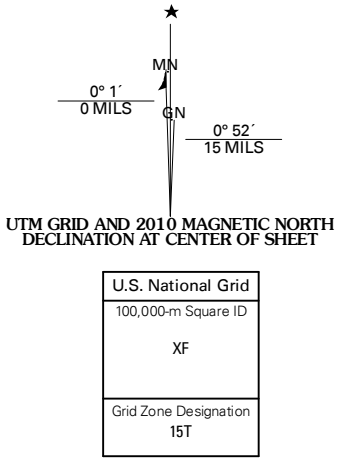 MN
0° 1´
0 MILS
GN
0° 52´
15 MILS
UTM GRID AND 2010 MAGNETIC NORTH
DECLINATION AT CENTER OF SHEET
U.S. National Grid
100,000-m Square ID
XF
Grid Zone Designation
15T